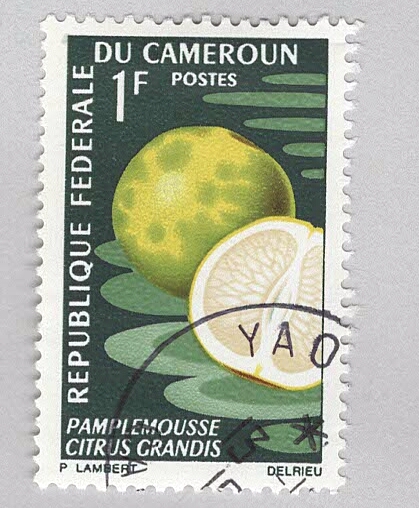 REPUBLIQUE FEDERALE
DU CAMEROUN
1F POSTES
YAO
PAMPLEMOUSSE
CITRUS GRANDIS
P LAMBERT
DELRIEU